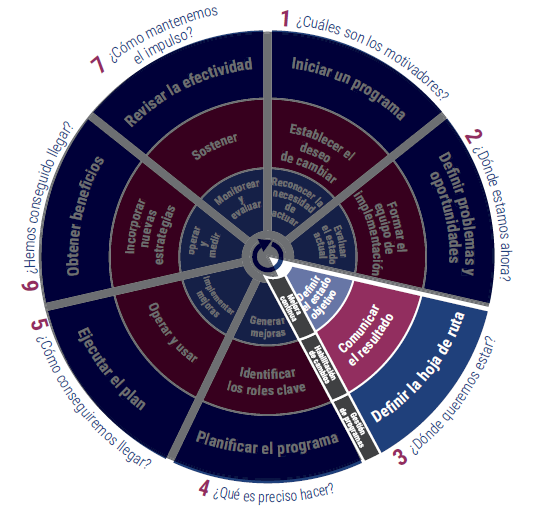 1 ¿Cuáles son los motivadores?
Iniciar un programa
Establecer el
deseo
de cambiar
Reconocer la
necesidad
de
actuar
2 ¿Dónde estamos ahora?
Definir problemas y
oportunidades
Formar el
equipo de
implementación
Evaluar
el estado
actual
3 ¿Dónde queremos estar?
Definir la hoja de ruta
Comunicar
el resultado
Definir
el estado
objetivo
Mejora
continua
Habilitación
de cambios
Gestión
de programas
4 ¿Qué es preciso hacer?
Planificar el programa
Identificar
los roles clave
Generar
mejoras
5 ¿Cómo conseguiremos llegar?
Ejecutar el plan
Operar y usar
Implementar
mejoras
6 ¿Hemos conseguido llegar?
Obtener beneficios
Incorporar
nuevas
estrategias
operar
y
medir
7 ¿Cómo mantenemos
el impulso?
Revisar la efectividad
Sostener
Monitorear
y
evaluar